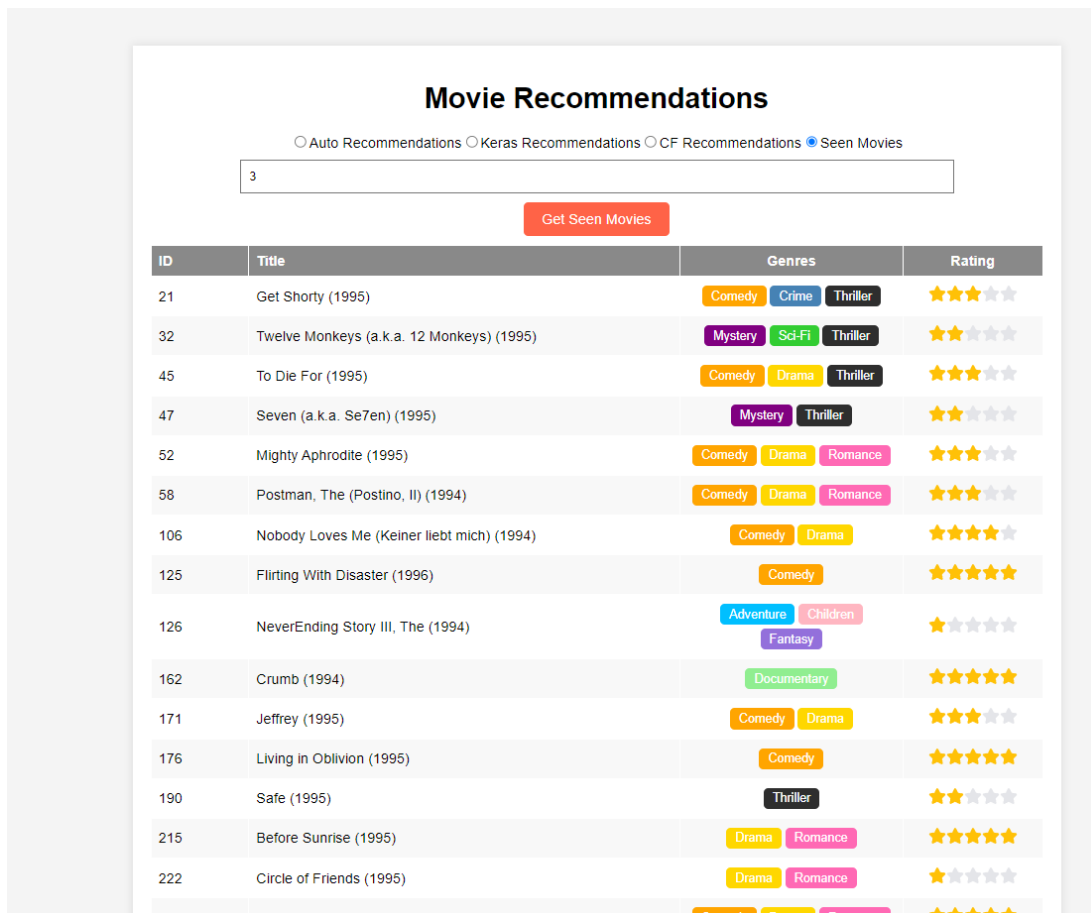 Movie Recommendations
Auto Recommendations Keras Recommendations CF Recommendations Seen Movies
3
Get Seen Movies
ID Title Genres Rating
21 Get Shorty (1995) Comedy Crime Thriller
32 Twelve Monkeys (a.k.a. 12 Monkeys) (1995) Mystery Sci-Fi Thriller
45 To Die For (1995) Comedy Drama Thriller
47 Seven (a.k.a. Se7en) (1995) Mystery Thriller
52 Mighty Aphrodite (1995) Comedy Drama Romance
58 Postman, The (Postino, Il) (1994) Comedy Drama Romance
106 Nobody Loves Me (Keiner liebt mich) (1994) Comedy Drama
125 Flirting With Disaster (1996) Comedy
126 NeverEnding Story III, The (1994) Adventure Children
Fantasy
162 Crumb (1994) Documentary
171 Jeffrey (1995) Comedy Drama
176 Living in Oblivion (1995) Comedy
190 Safe (1995) Thriller
215 Before Sunrise (1995) Drama Romance
222 Circle of Friends (1995) Drama Romance